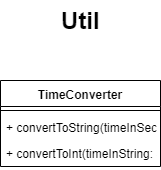 Util
TimeConverter
+ convertToString(timeInSec
+ convertToInt(timeInString: